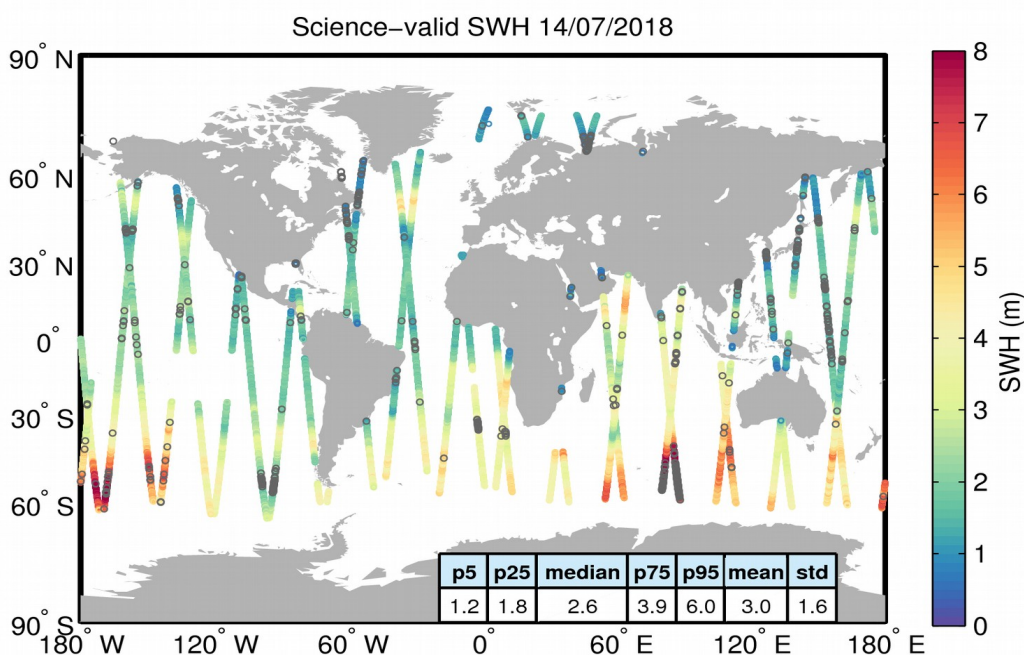 Science–valid SWH 14/07/2018
90° N
60° N
30° N
0°
30° S
60° S
90° S
180° W
120° W
60° W
0°
60° E
120° E
180° E
p5 p25 median p75 p95 mean std
1.2 1.8 2.6 3.9 6.0 3.0 1.6
8
7
6
5
4
3
2
1
0
SWH (m)